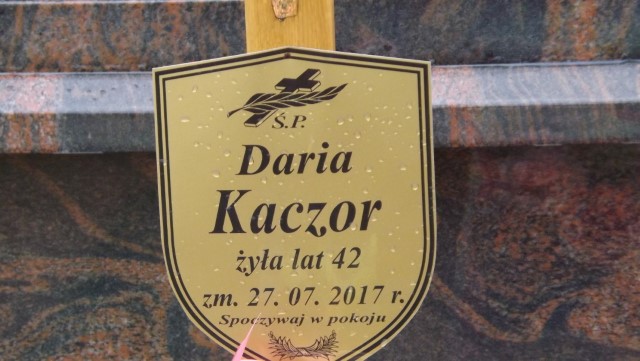 Ś.P.
Daria
Kaczor
żyła lat 42
zm. 27. 07. 2017 r.
Spoczywaj w pokoju